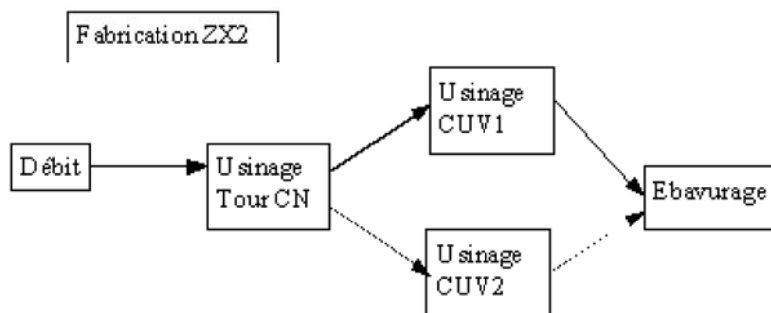 Fabrication ZX2
Usinage
CUV1
Débit
Usinage
Tour CN
Ebavurage
Usinage
CUV2